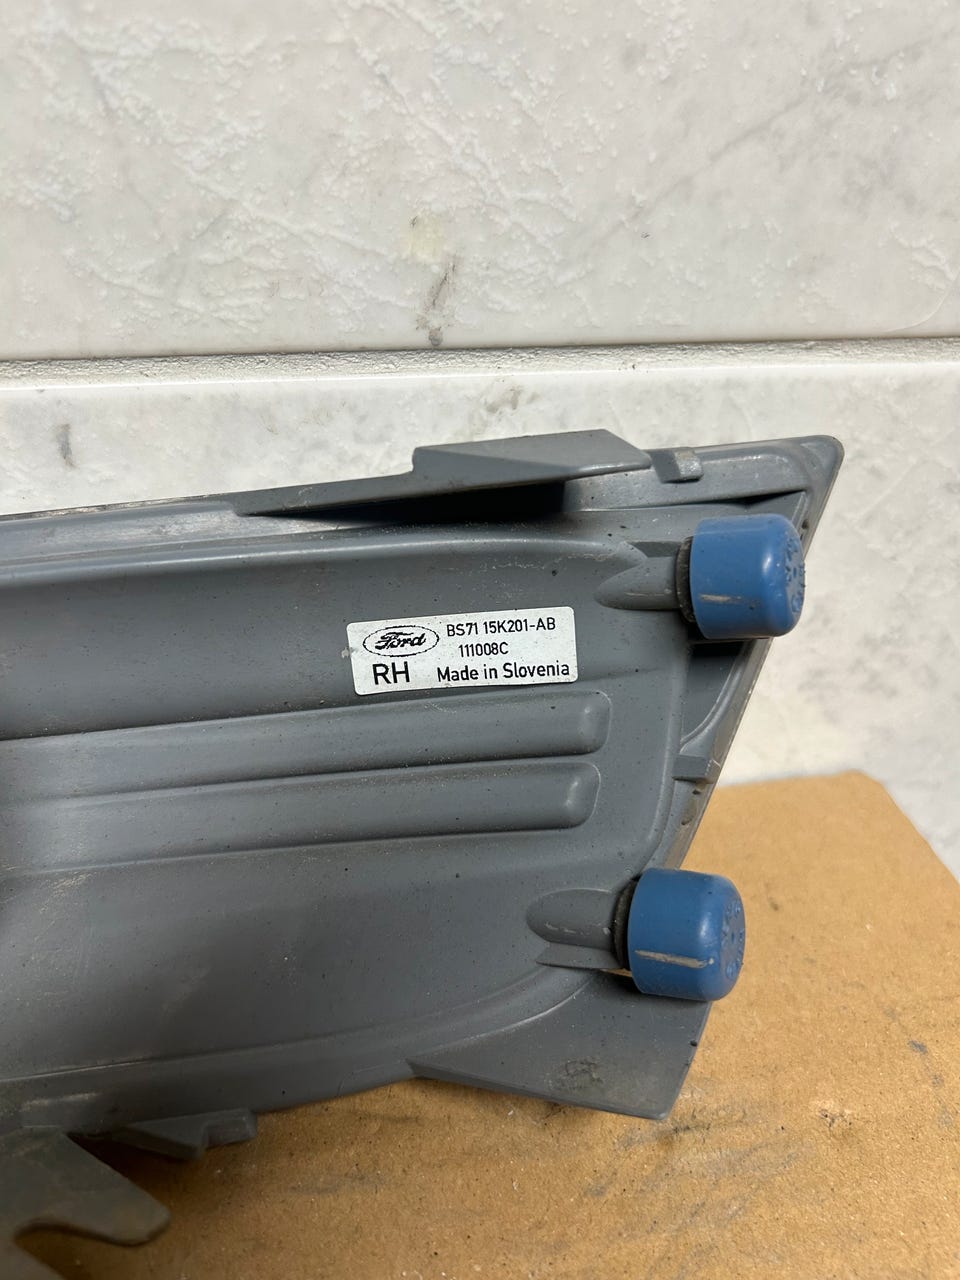 Ford
BS71 15K201-AB
111008C
RH Made in Slovenia